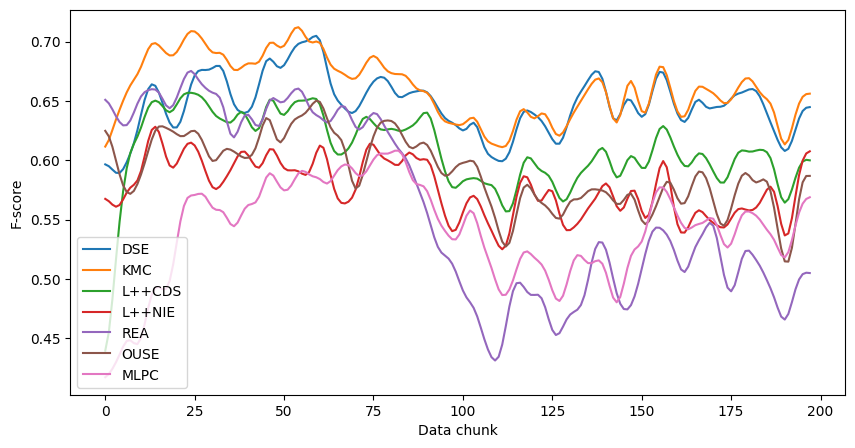 0.70
0.65
0.60
0.55
0.50
0.45
F-score
DSE
KMC
L++CDS
L++NIE
REA
OUSE
MLPC
0 25 50 75 100 125 150 175 200
Data chunk